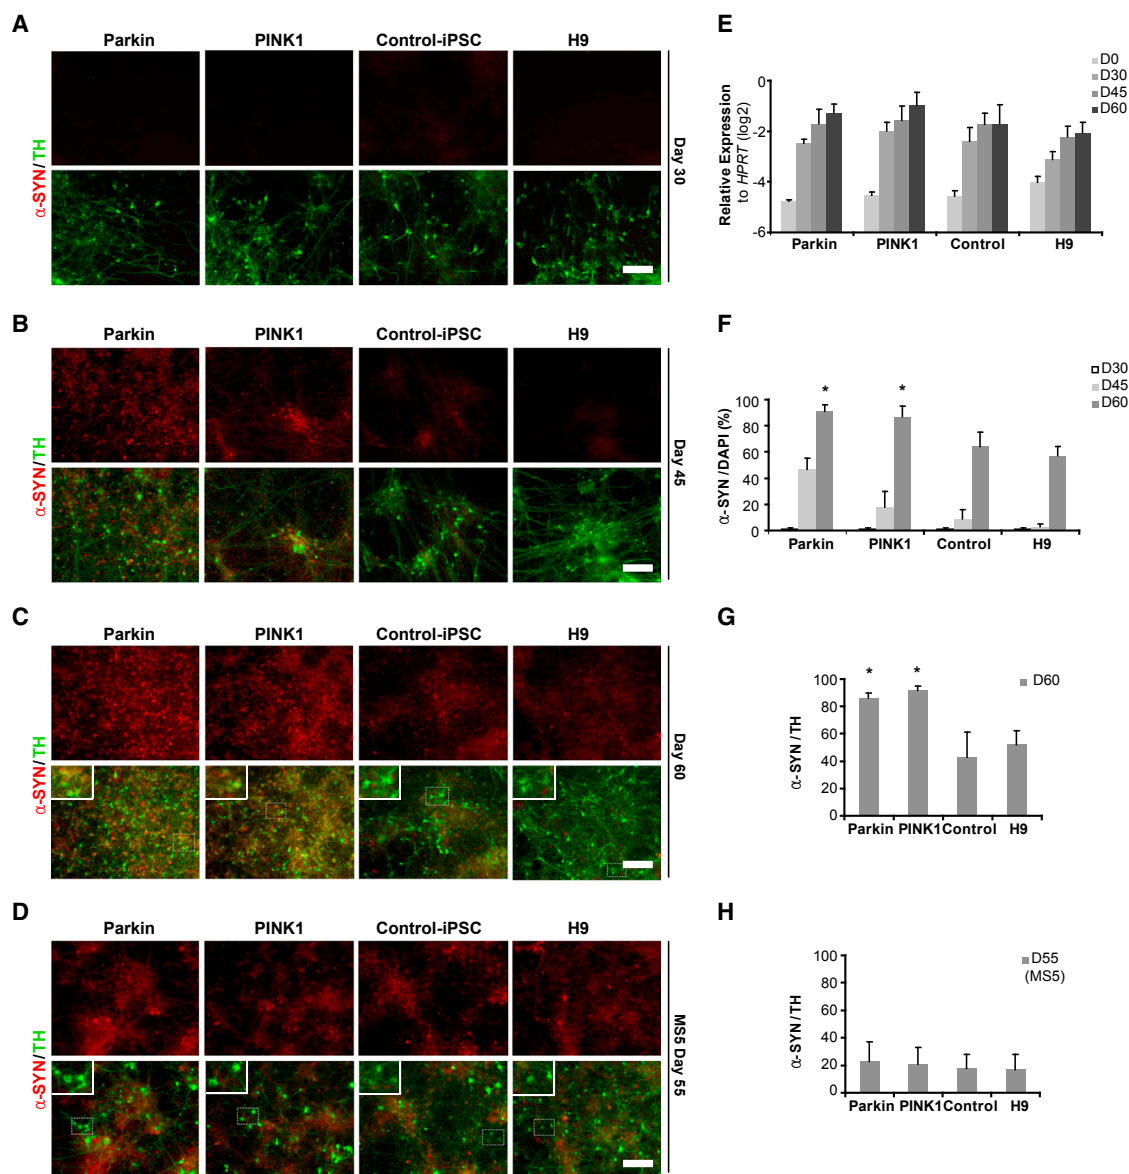 A
Parkin
PINK1
Control-iPSC
H9
α-SYN/TH
Day 30
B
Parkin
PINK1
Control-iPSC
H9
α-SYN/TH
Day 45
C
Parkin
PINK1
Control-iPSC
H9
α-SYN/TH
Day 60
D
Parkin
PINK1
Control-iPSC
H9
α-SYN/TH
MS5 Day 55
E
D0
D30
D45
D60
Relative Expression
to HPRT (log2)
0
-2
-4
-6
Parkin
PINK1
Control
H9
F
D30
D45
D60
α-SYN/DAPI (%)
100
80
60
40
20
0
*
*
Parkin
PINK1
Control
H9
G
D60
α-SYN/TH
100
80
60
40
20
0
*
*
Parkin
PINK1
Control
H9
H
D55
(MS5)
α-SYN/TH
100
80
60
40
20
0
Parkin
PINK1
Control
H9